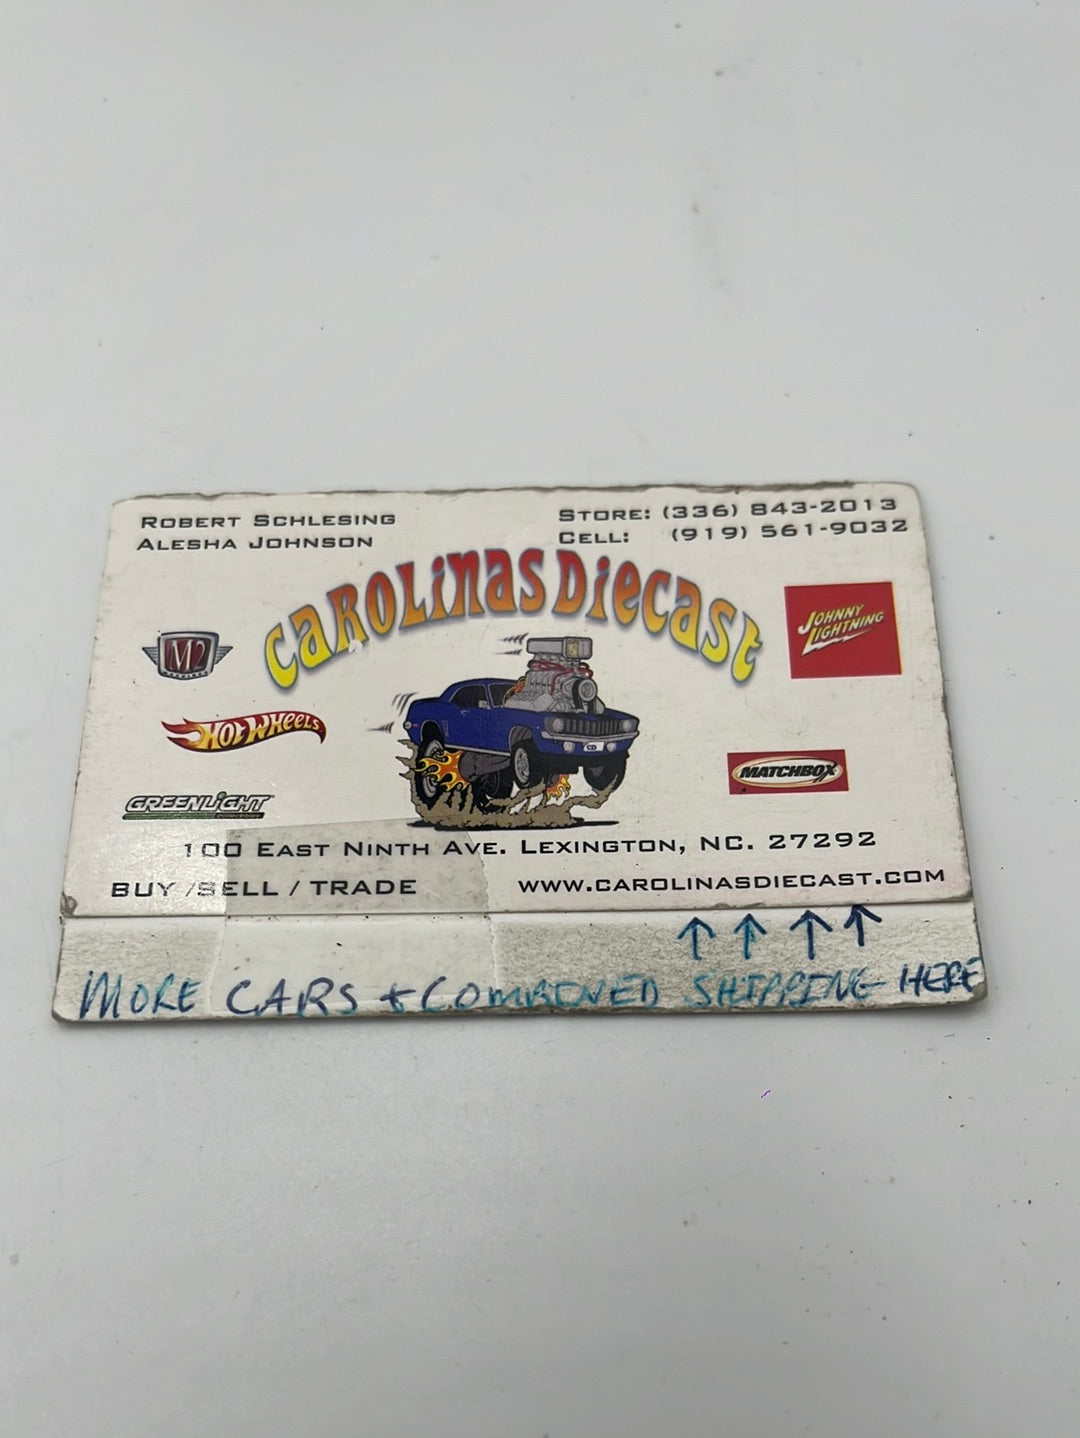 ROBERT SCHLESING
ALESHA JOHNSON
STORE: (336) 843-2013
CELL: (919) 561-9032
CAROLINAS DIECAST
M2
JOHNNY LIGHTNING
HOT WHEELS
MATCHBOX
GREENLIGHT
CD
100 EAST NINTH AVE. LEXINGTON, NC. 27292
BUY / SELL / TRADE
WWW.CAROLINASDIECAST.COM
MORE CARS + COMBINED SHIPPING HERE